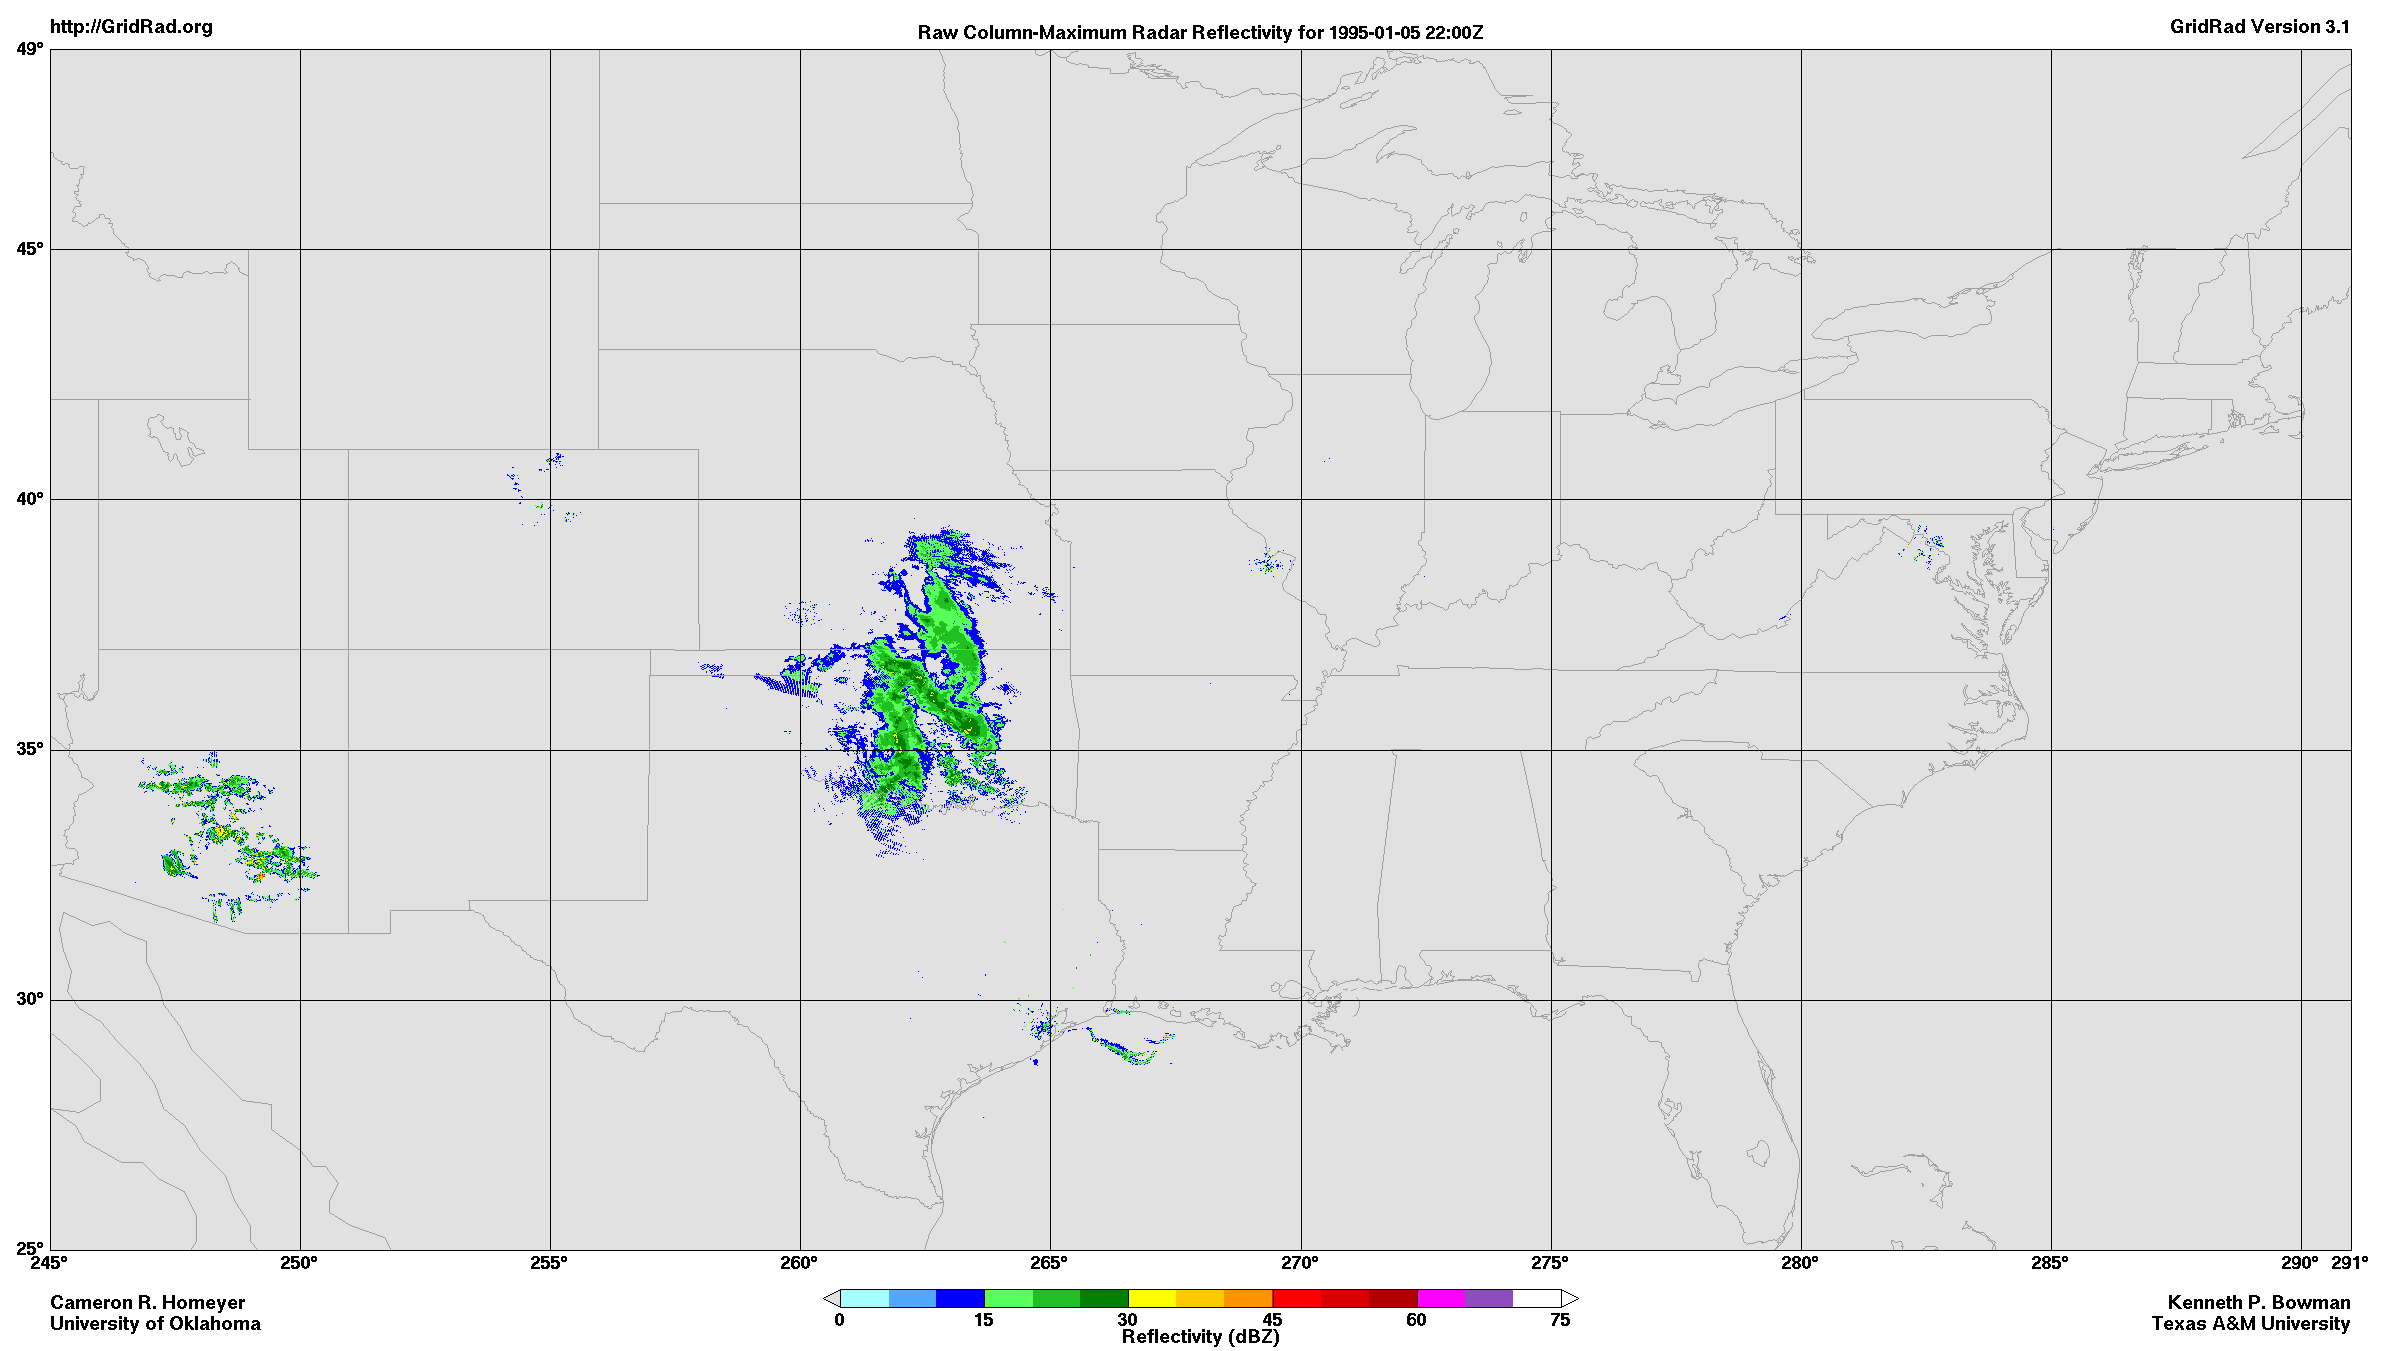 http://GridRad.org
Raw Column-Maximum Radar Reflectivity for 1995-01-05 22:00Z
GridRad Version 3.1
49°
45°
40°
35°
30°
25°
245° 250° 255° 260° 265° 270° 275° 280° 285° 290° 291°
0 15 30 45 60 75
Reflectivity (dBZ)
Cameron R. Homeyer
University of Oklahoma
Kenneth P. Bowman
Texas A&M University